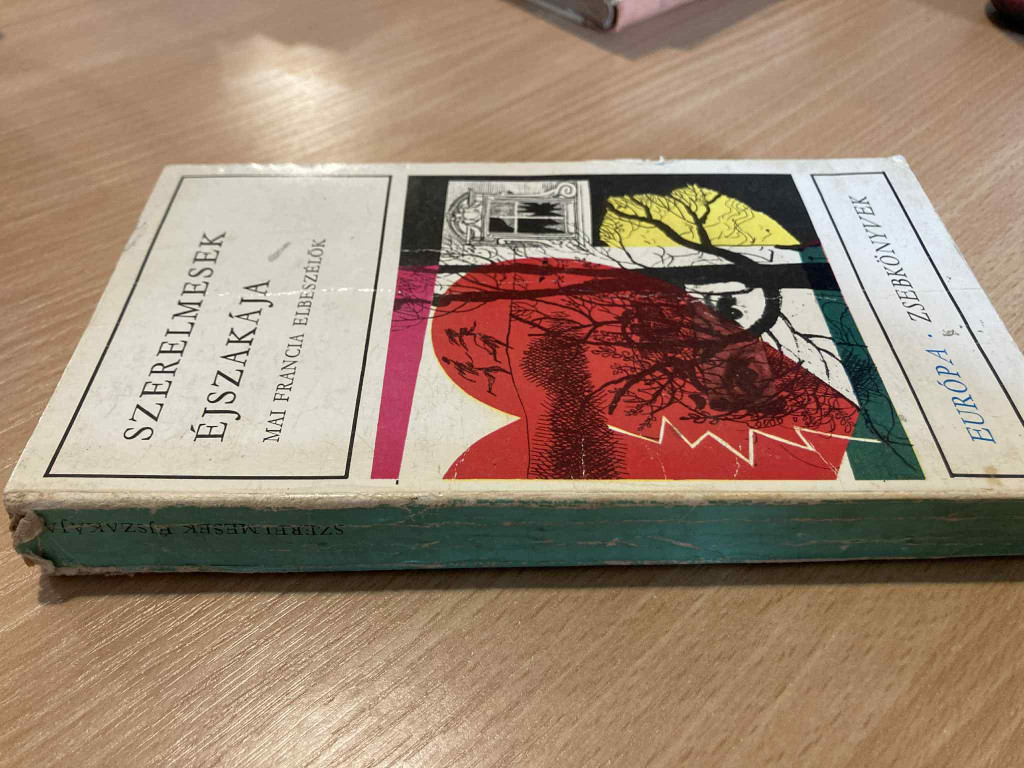 SZERELMESEK
ÉJSZAKÁJA
MAI FRANCIA ELBESZÉLŐK
EURÓPA · ZSEBKÖNYVEK
SZERELMESEK ÉJSZAKÁJA